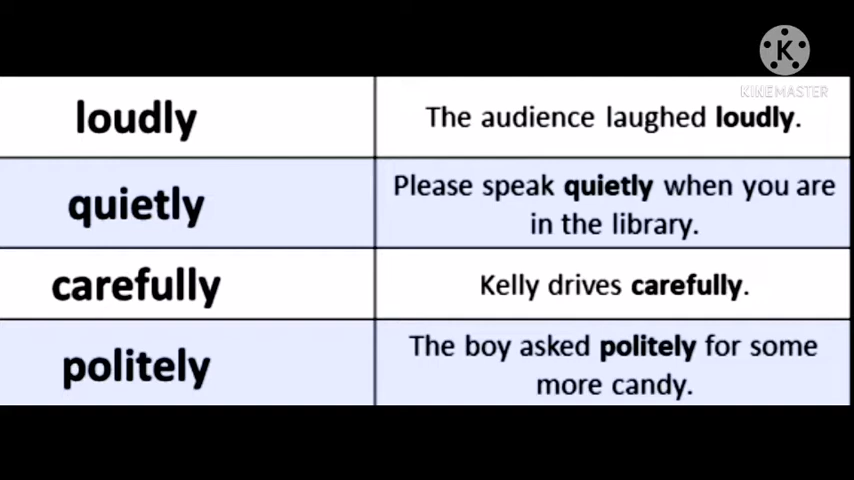 K
KINEMASTER
loudly
The audience laughed loudly.
quietly
Please speak quietly when you are
in the library.
carefully
Kelly drives carefully.
politely
The boy asked politely for some
more candy.